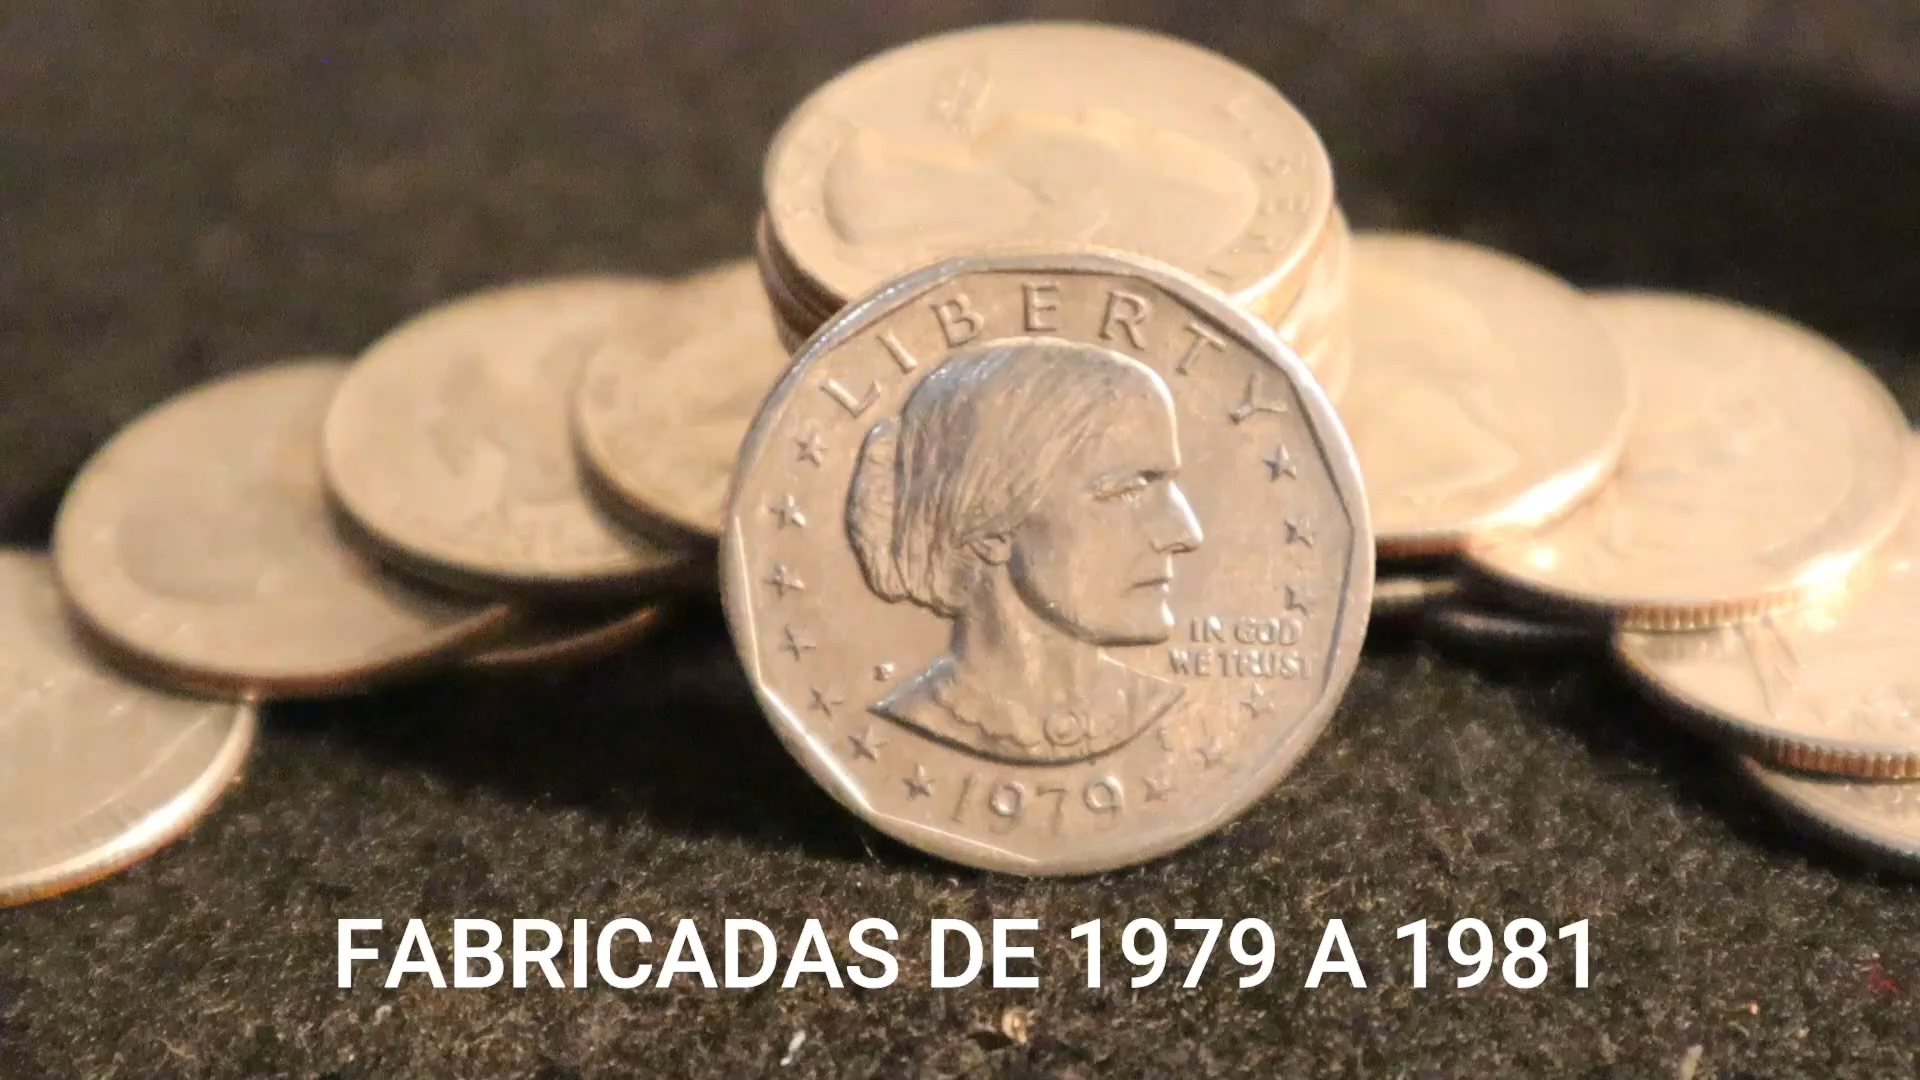 LIBERTY
IN GOD
WE TRUST
1979
FABRICADAS DE 1979 A 1981